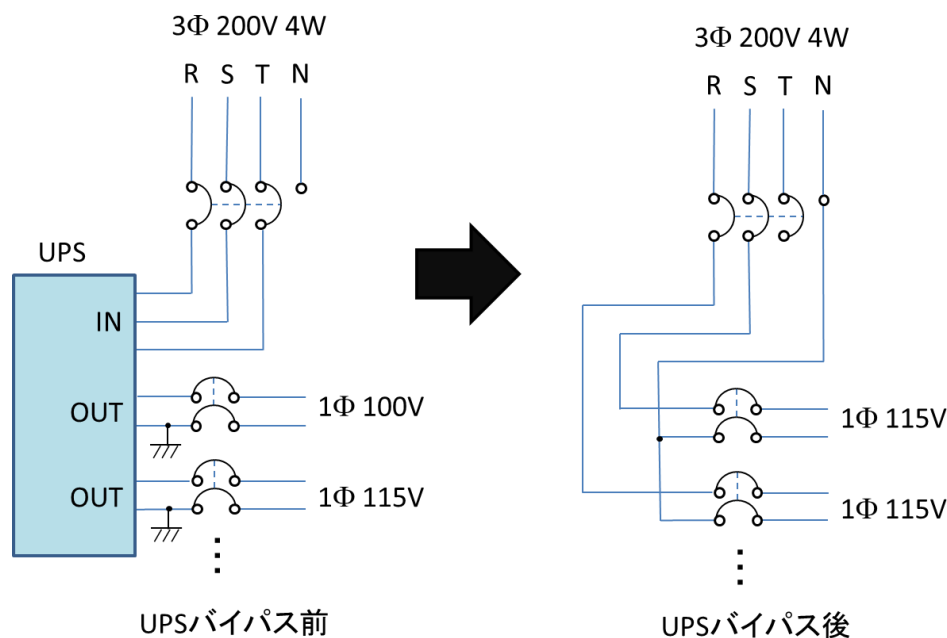 3Φ 200V 4W
R S T N
UPS
IN
OUT
1Φ 100V
OUT
1Φ 115V
UPSバイパス前
3Φ 200V 4W
R S T N
1Φ 115V
1Φ 115V
UPSバイパス後